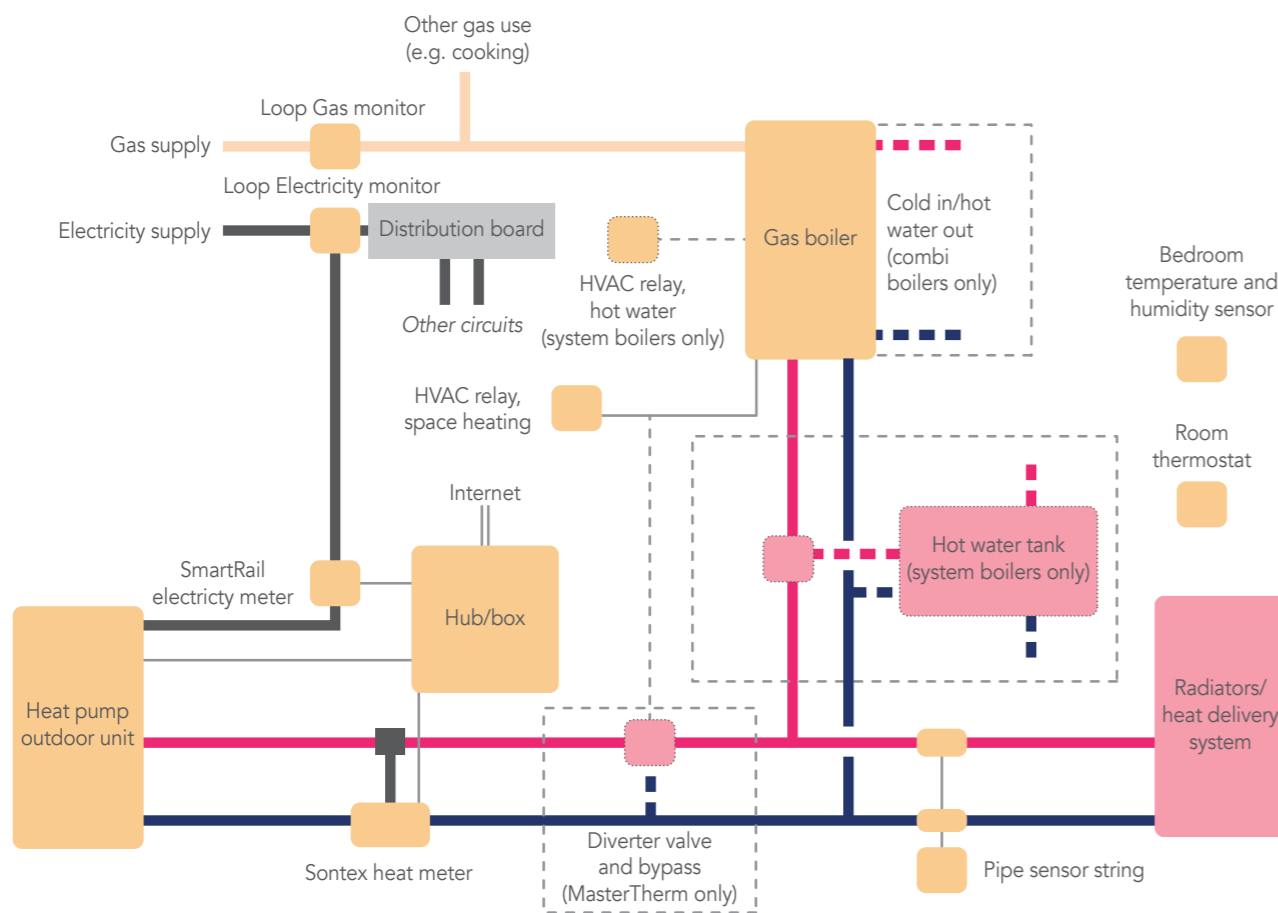 Other gas use
(e.g. cooking)
Loop Gas monitor
Gas supply
Loop Electricity monitor
Electricity supply
Distribution board
Other circuits
HVAC relay,
hot water
(system boilers only)
Gas boiler
Cold in/hot
water out
(combi
boilers only)
Bedroom
temperature and
humidity sensor
HVAC relay,
space heating
Room
thermostat
Internet
Hot water tank
(system boilers only)
SmartRail
electricty meter
Hub/box
Heat pump
outdoor unit
Radiators/
heat delivery
system
Sontex heat meter
Diverter valve
and bypass
(MasterTherm only)
Pipe sensor string